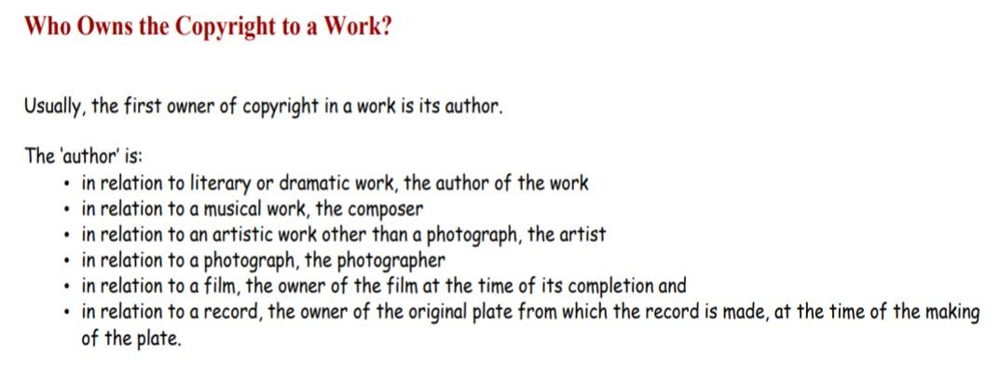 Who Owns the Copyright to a Work?
Usually, the first owner of copyright in a work is its author.
The 'author' is:
• in relation to literary or dramatic work, the author of the work
• in relation to a musical work, the composer
• in relation to an artistic work other than a photograph, the artist
• in relation to a photograph, the photographer
• in relation to a film, the owner of the film at the time of its completion and
• in relation to a record, the owner of the original plate from which the record is made, at the time of the making
of the plate.